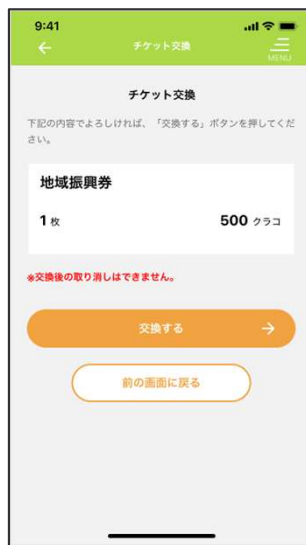 9:41
チケット交換
MENU
チケット交換
下記の内容でよろしければ、「交換する」ボタンを押してくだ
さい。
地域振興券
1 枚 500 クラコ
※交換後の取り消しはできません。
交換する
前の画面に戻る